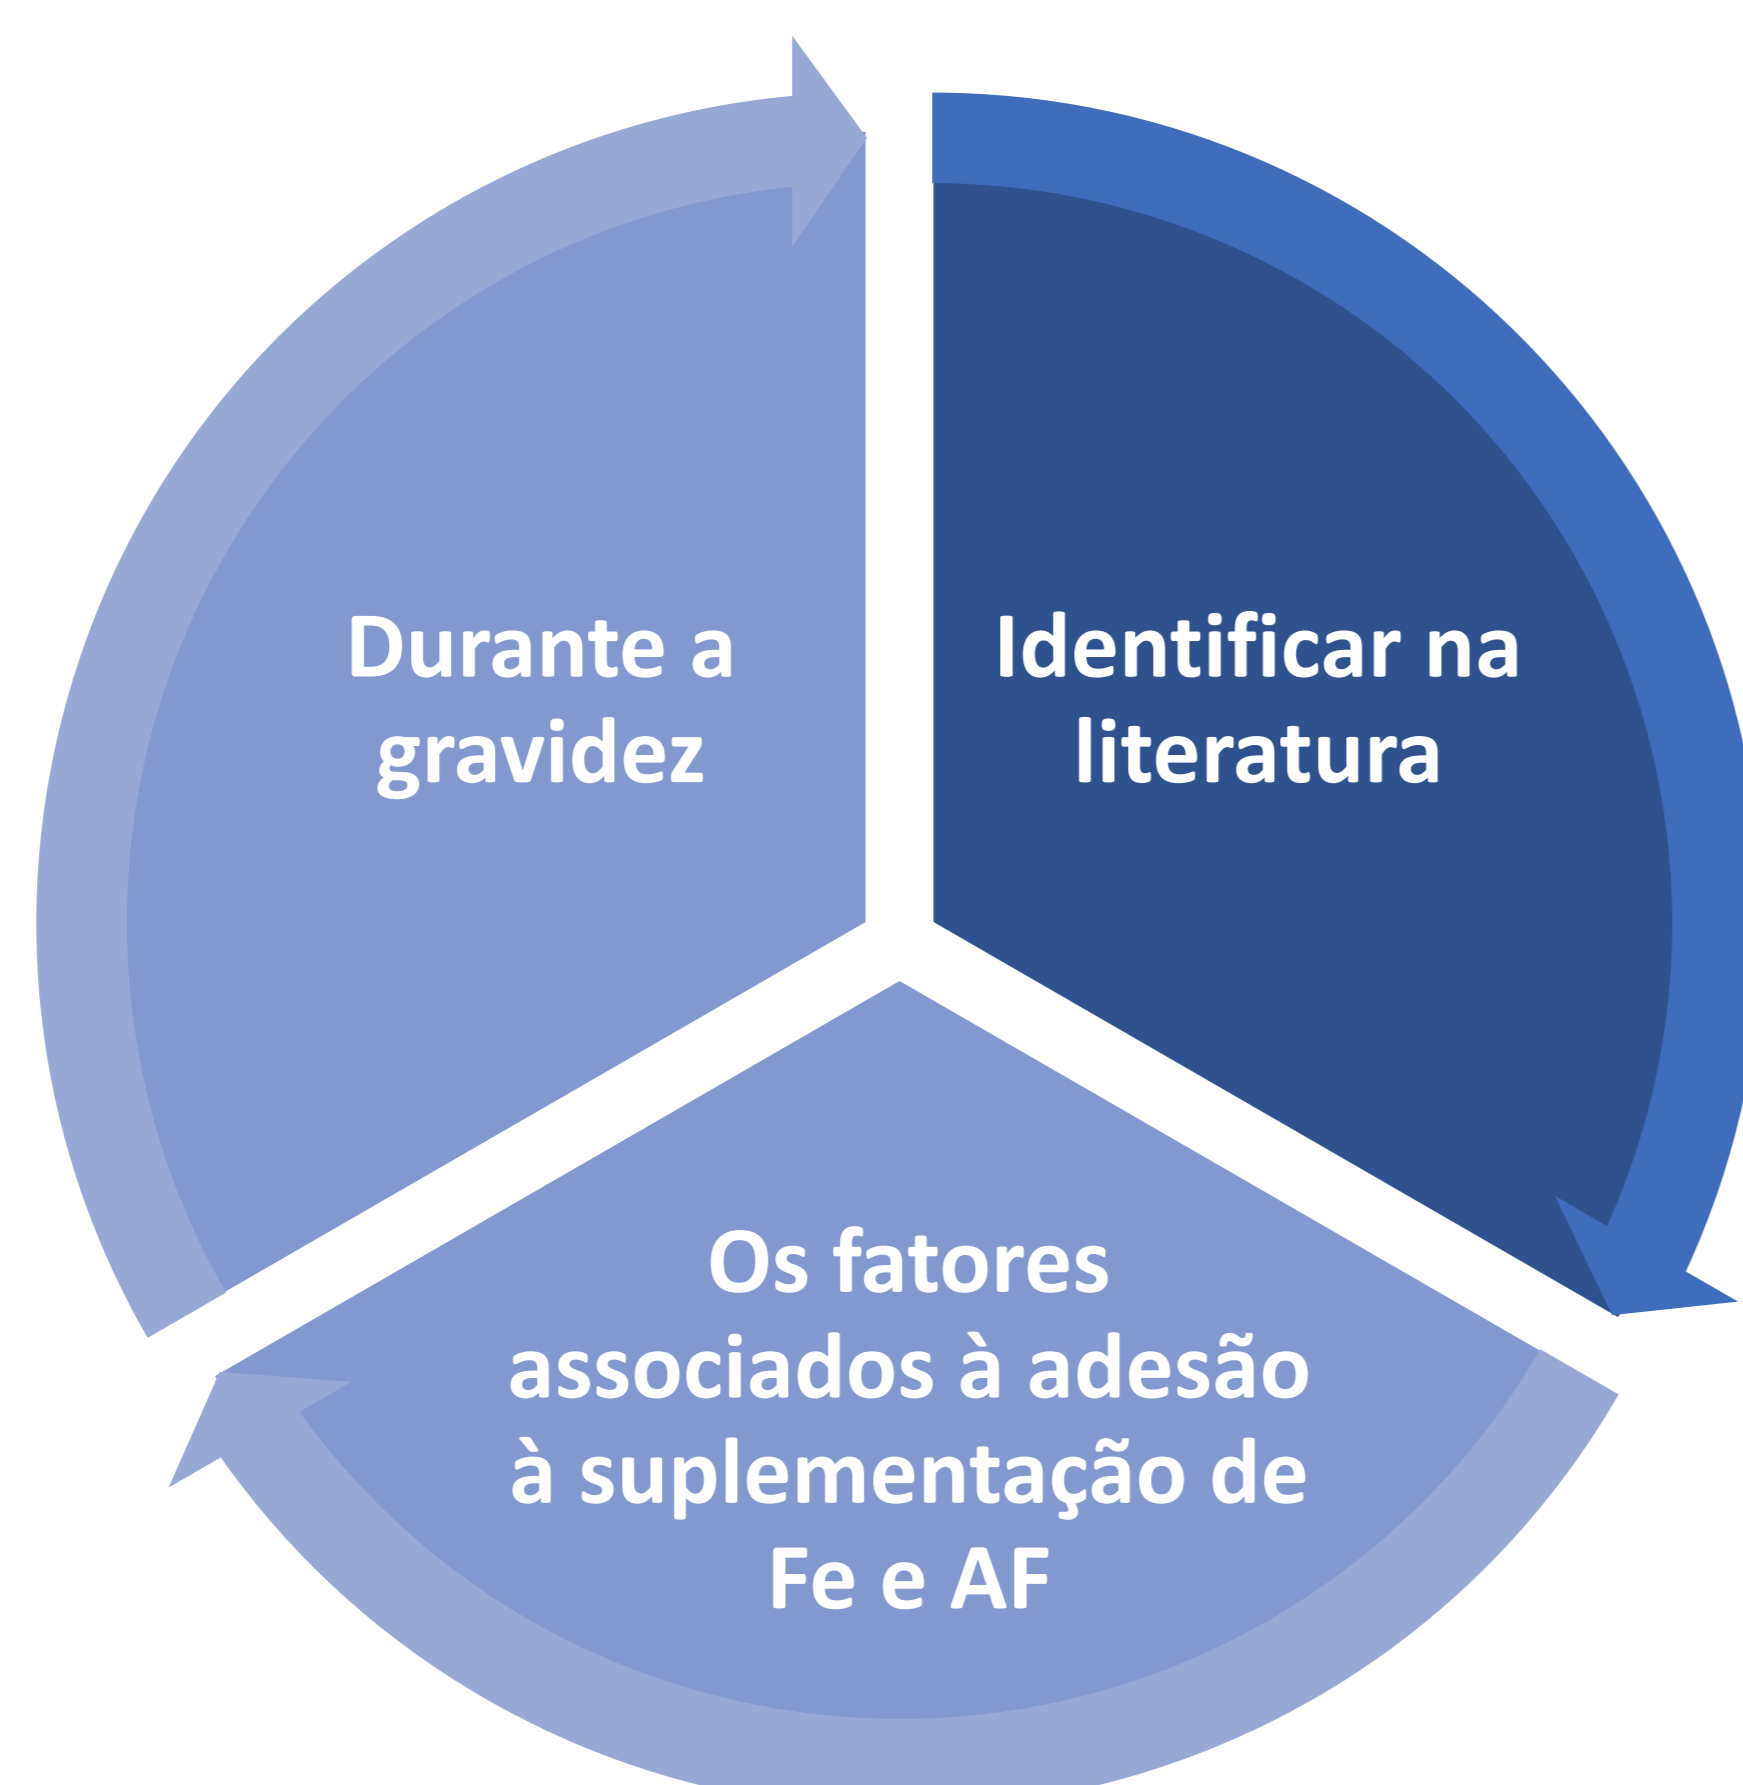 Identificar na
literatura
Os fatores
associados à adesão
à suplementação de
Fe e AF
Durante a
gravidez